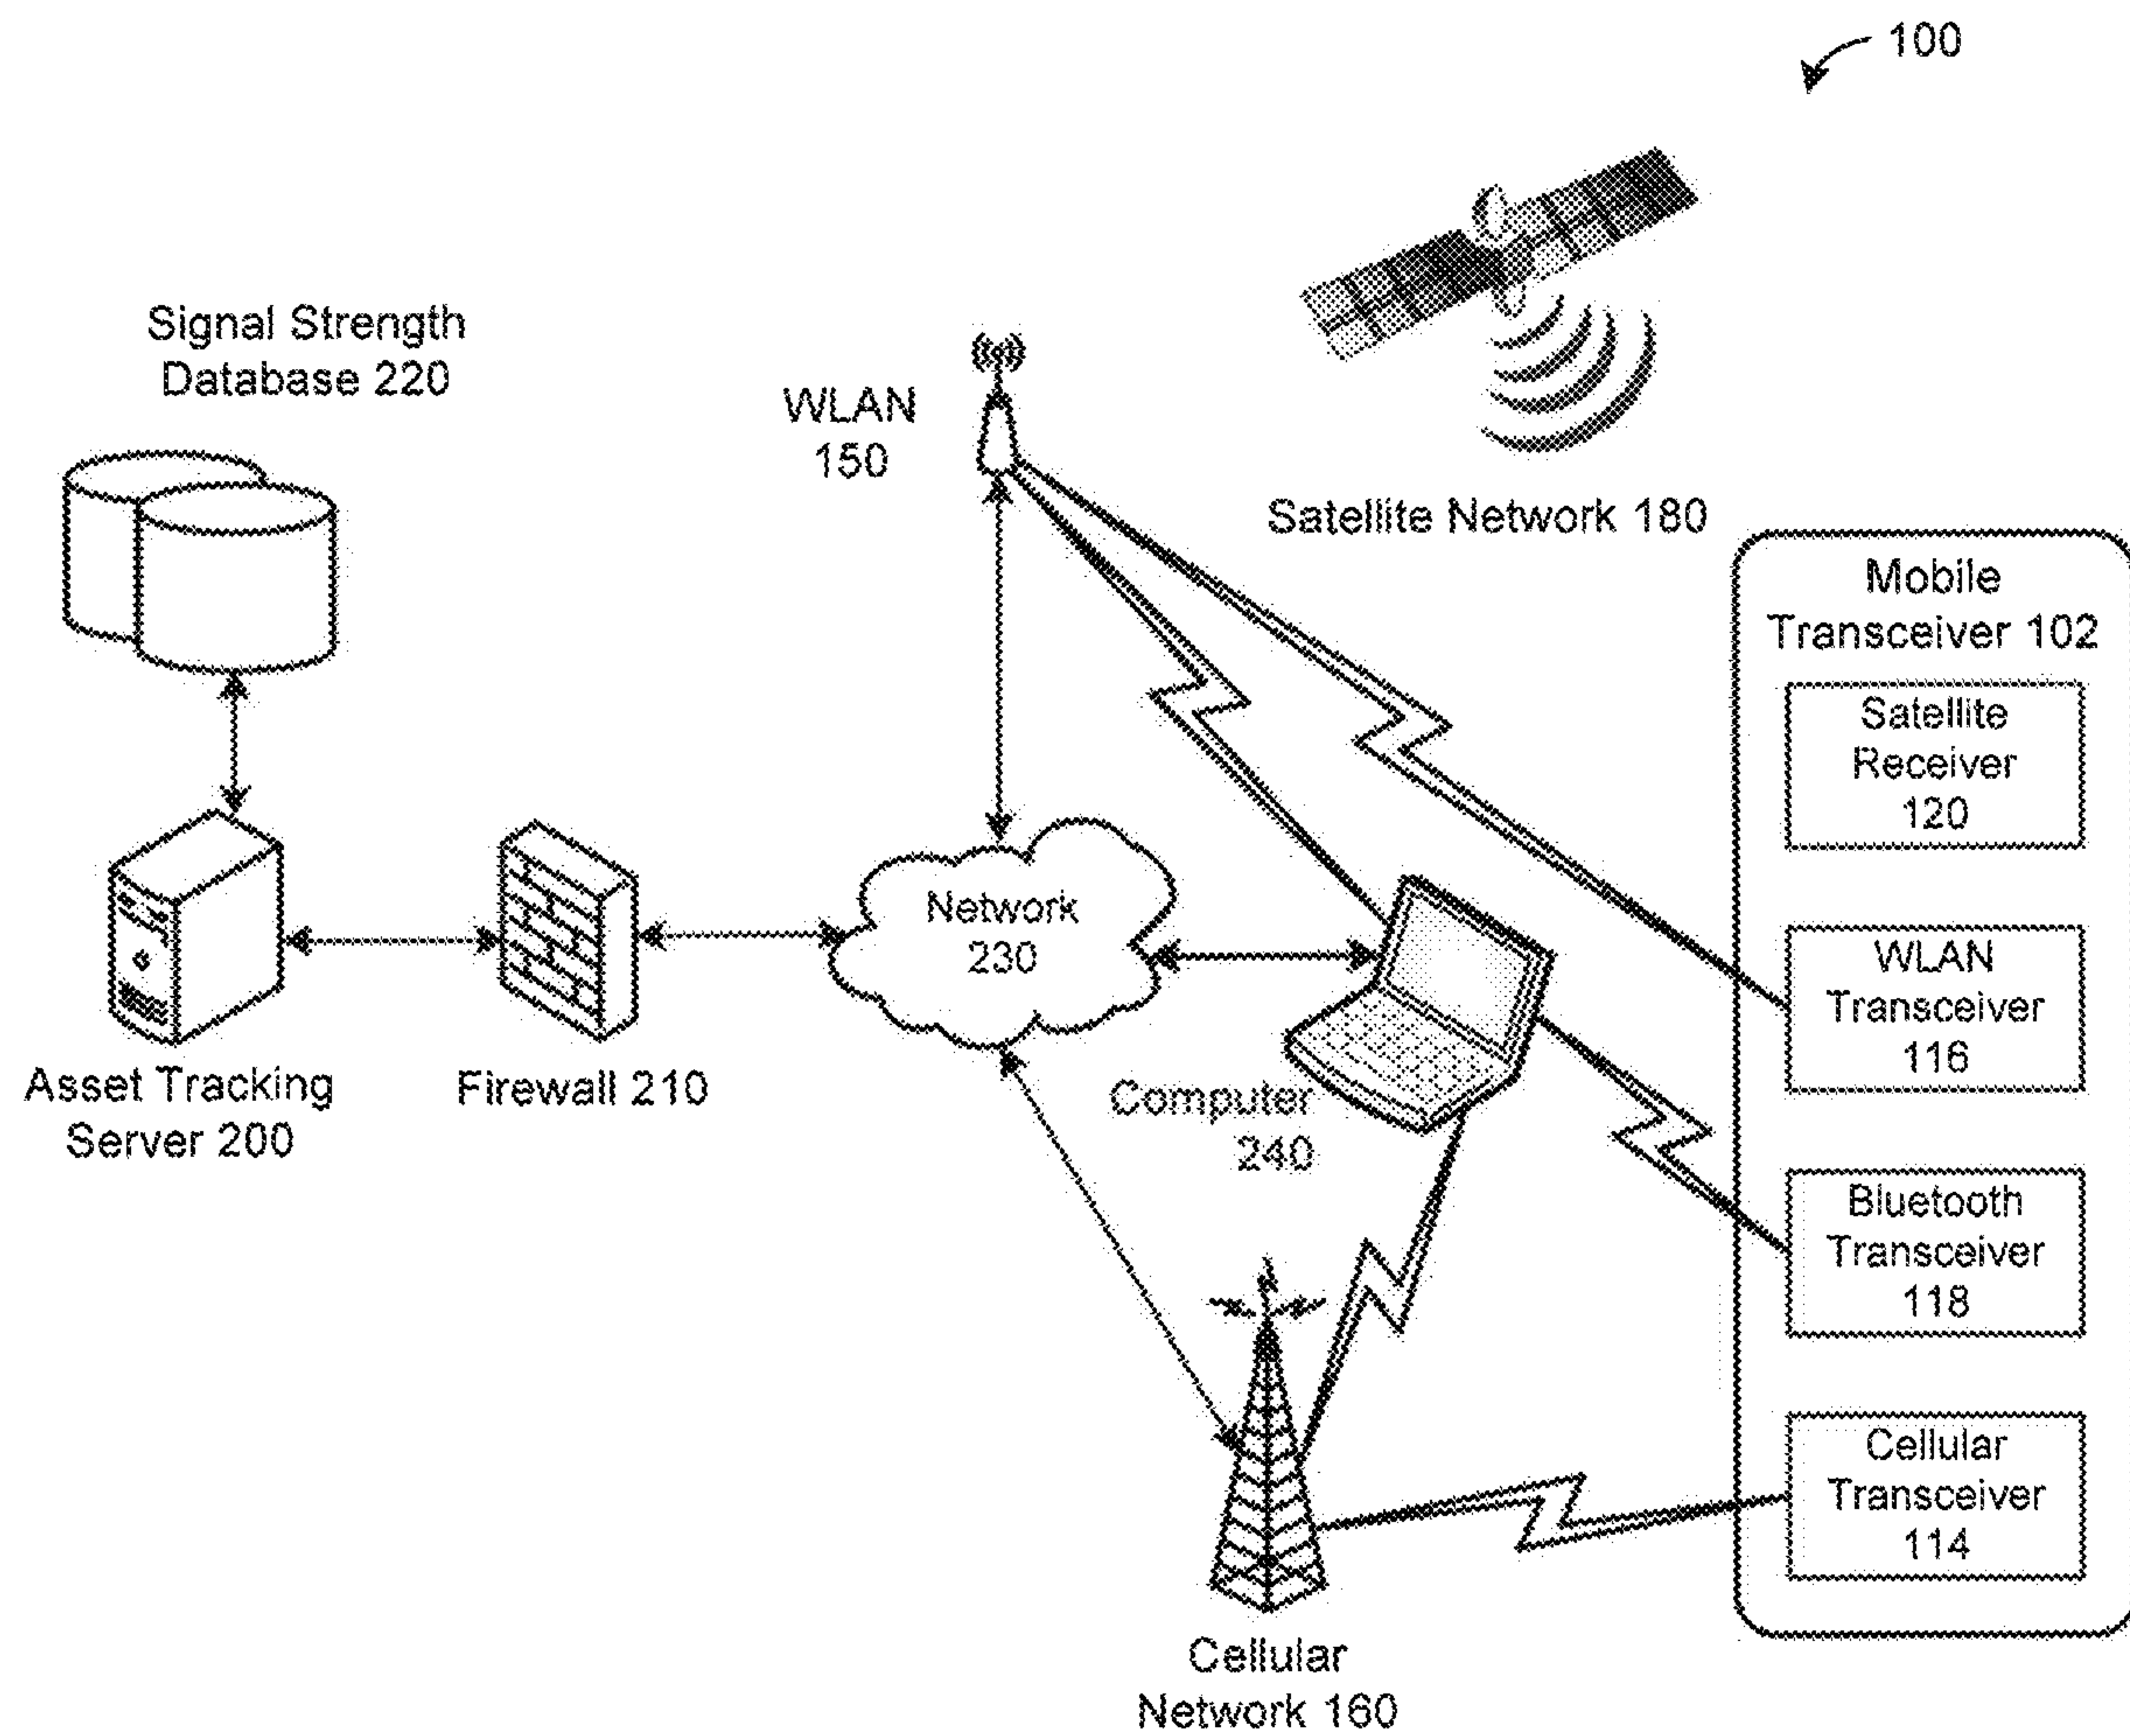 100
Signal Strength
Database 220
WLAN
150
Satellite Network 180
Mobile
Transceiver 102
Satellite
Receiver
120
Network
230
WLAN
Transceiver
116
Asset Tracking
Server 200
Firewall 210
Computer
240
Bluetooth
Transceiver
118
Cellular
Transceiver
114
Cellular
Network 160